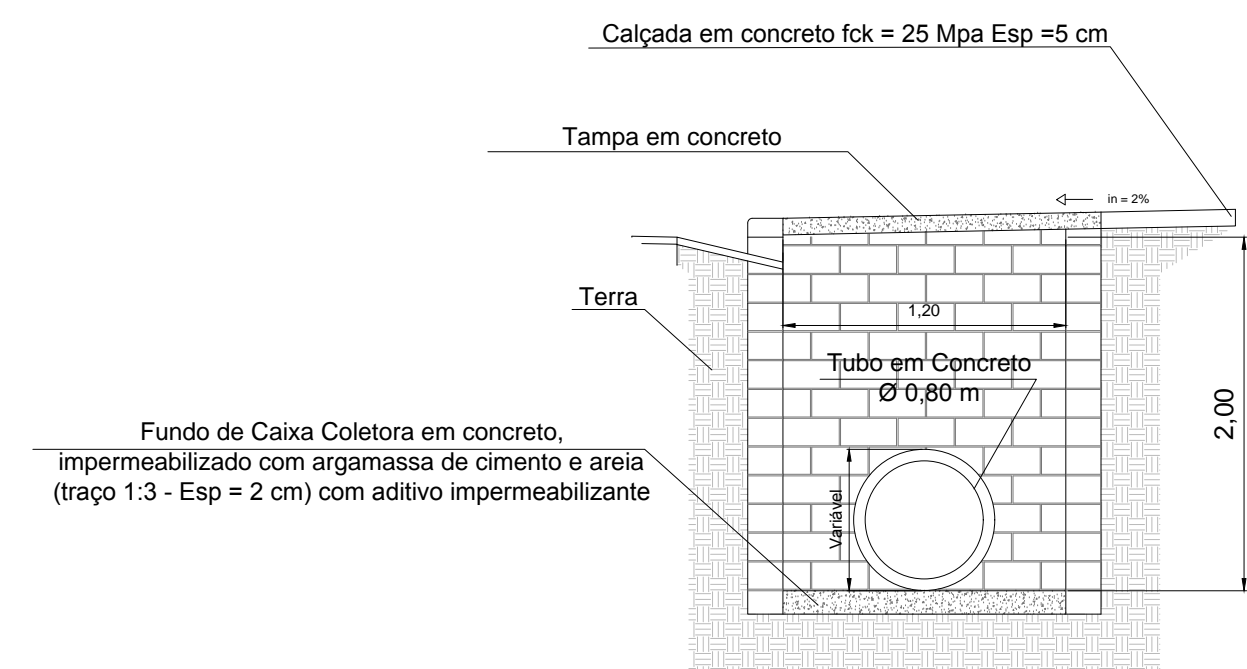 Calçada em concreto fck = 25 Mpa Esp =5 cm
Tampa em concreto
in = 2%
Terra
1,20
Tubo em Concreto
Ø 0,80 m
2,00
Fundo de Caixa Coletora em concreto,
impermeabilizado com argamassa de cimento e areia
(traço 1:3 - Esp = 2 cm) com aditivo impermeabilizante
Variável